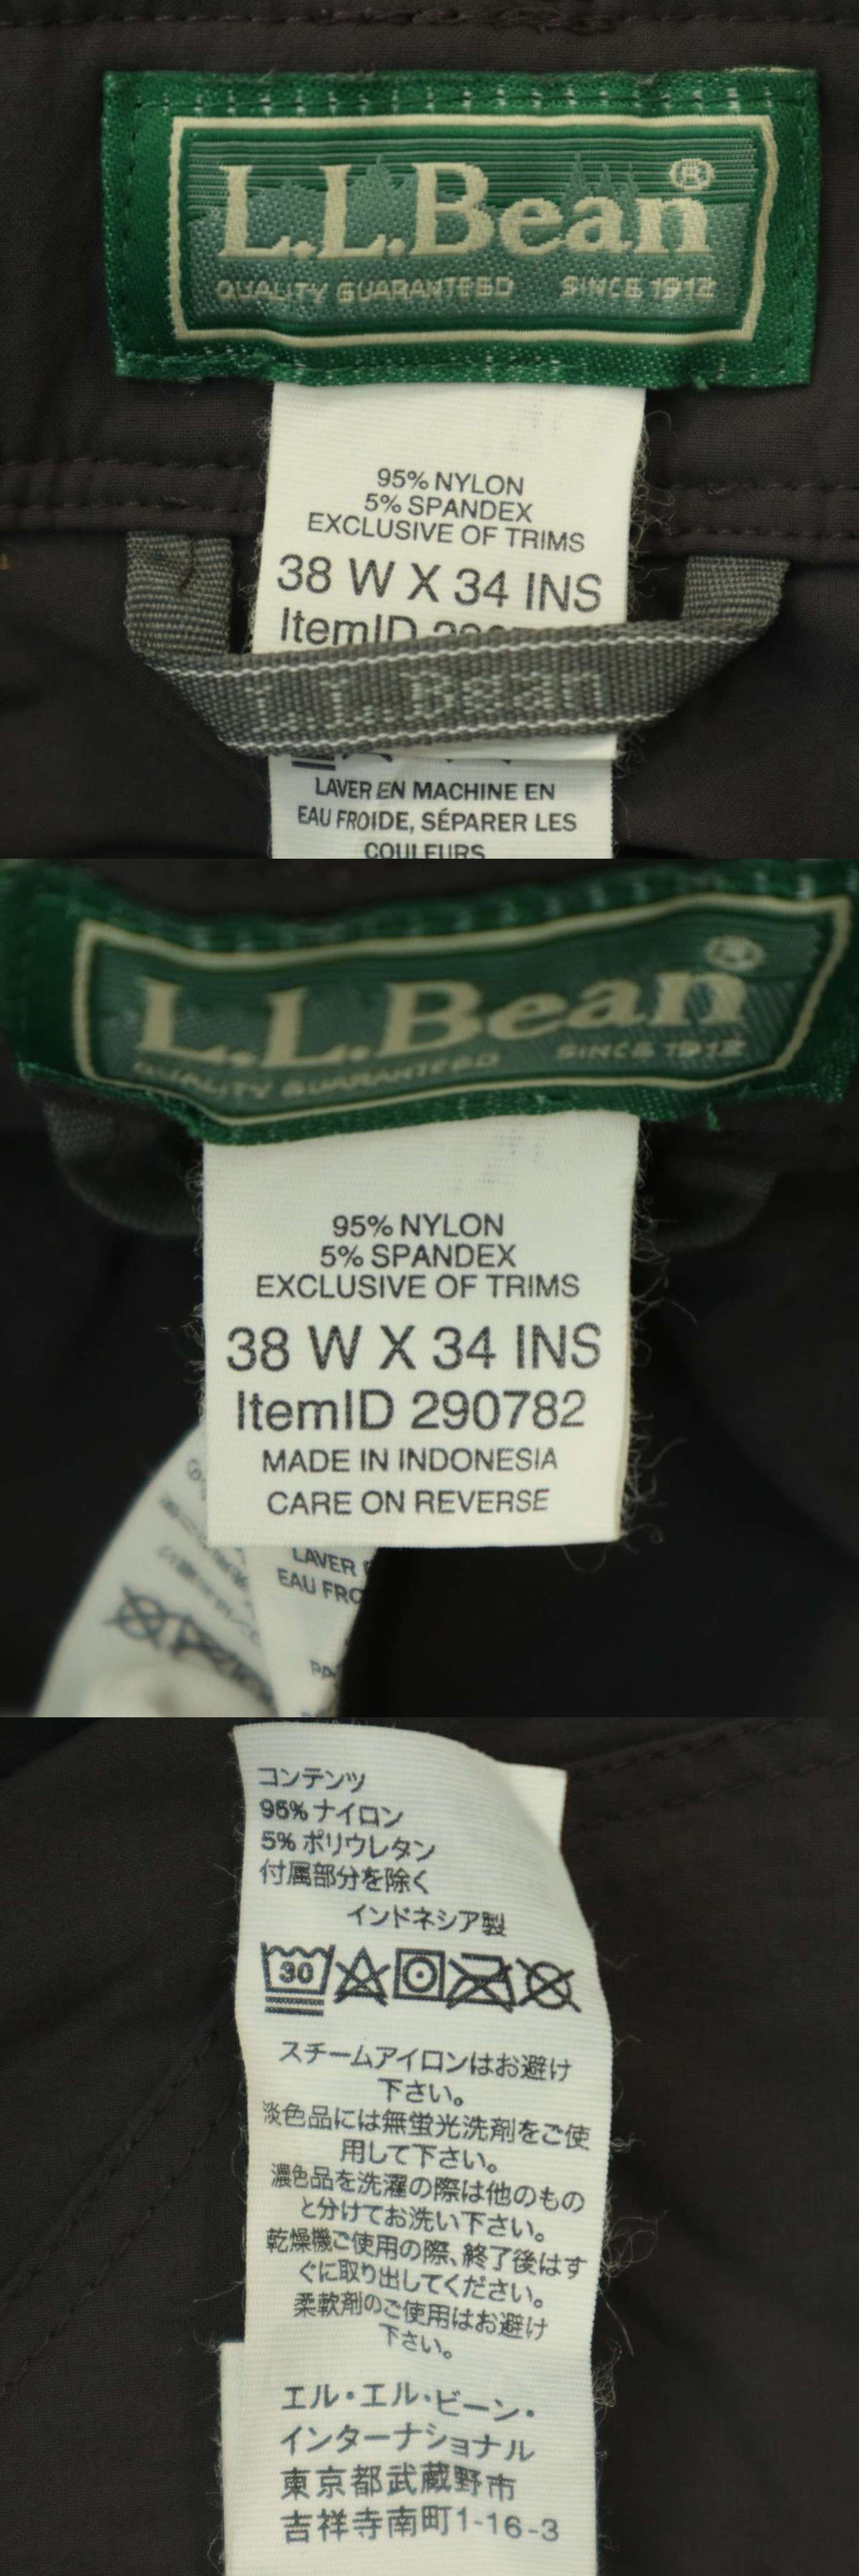 L.L.Bean®
QUALITY GUARANTEED SINCE 1912
95% NYLON
5% SPANDEX
EXCLUSIVE OF TRIMS
38 W X 34 INS
ItemID
L.L.Bean
LAVER EN MACHINE EN
EAU FROIDE, SÉPARER LES
COULEURS
L.L.Bean®
QUALITY GUARANTEED SINCE 1912
95% NYLON
5% SPANDEX
EXCLUSIVE OF TRIMS
38 W X 34 INS
ItemID 290782
MADE IN INDONESIA
CARE ON REVERSE
LAVER
EAU FRO
コンテンツ
95% ナイロン
5% ポリウレタン
付属部分を除く
インドネシア製
30
スチームアイロンはお避け
下さい。
淡色品には無蛍光洗剤をご使
用して下さい。
濃色品を洗濯の際は他のもの
と分けてお洗い下さい。
乾燥機ご使用の際、終了後はす
ぐに取り出してください。
柔軟剤のご使用はお避け
下さい。
エル・エル・ビーン・
インターナショナル
東京都武蔵野市
吉祥寺南町1-16-3